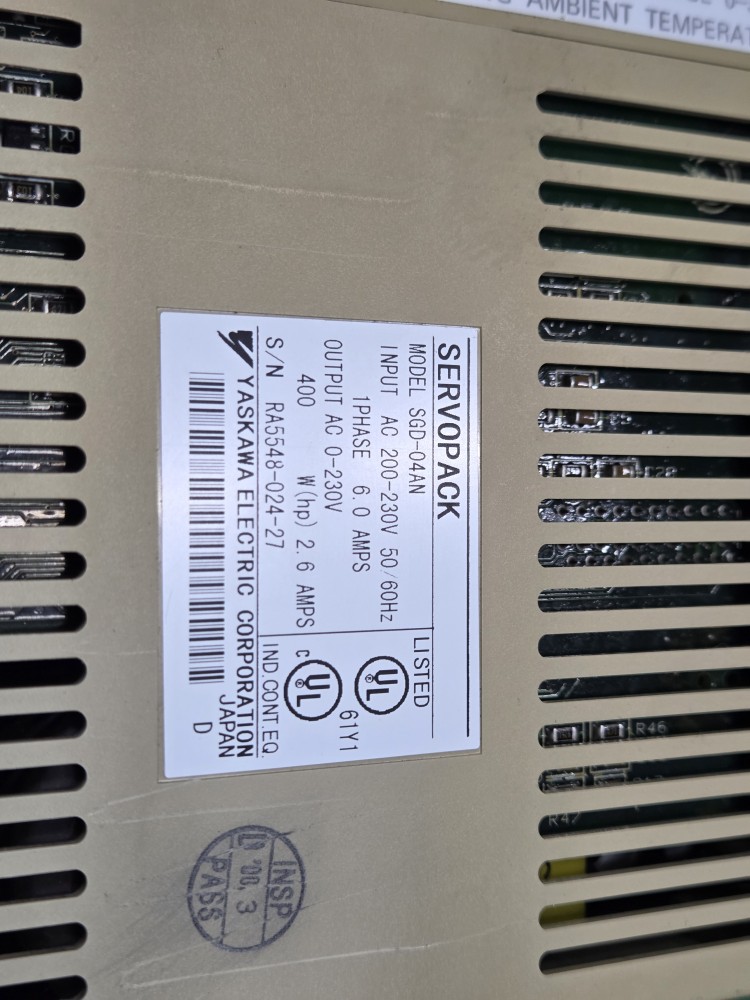 AMBIENT TEMPERAT
SERVOPACK
MODEL SGD-04AN
INPUT AC 200-230V 50/60Hz
1PHASE 6.0 AMPS
OUTPUT AC 0-230V
400 W(hp) 2.6 AMPS
S/N RA5548-024-27
LISTED
UL
®
61Y1
c UL
®
IND.CONT.EQ.
YASKAWA ELECTRIC CORPORATION
JAPAN
D
INSP
'00.3
PASS
R46
R47